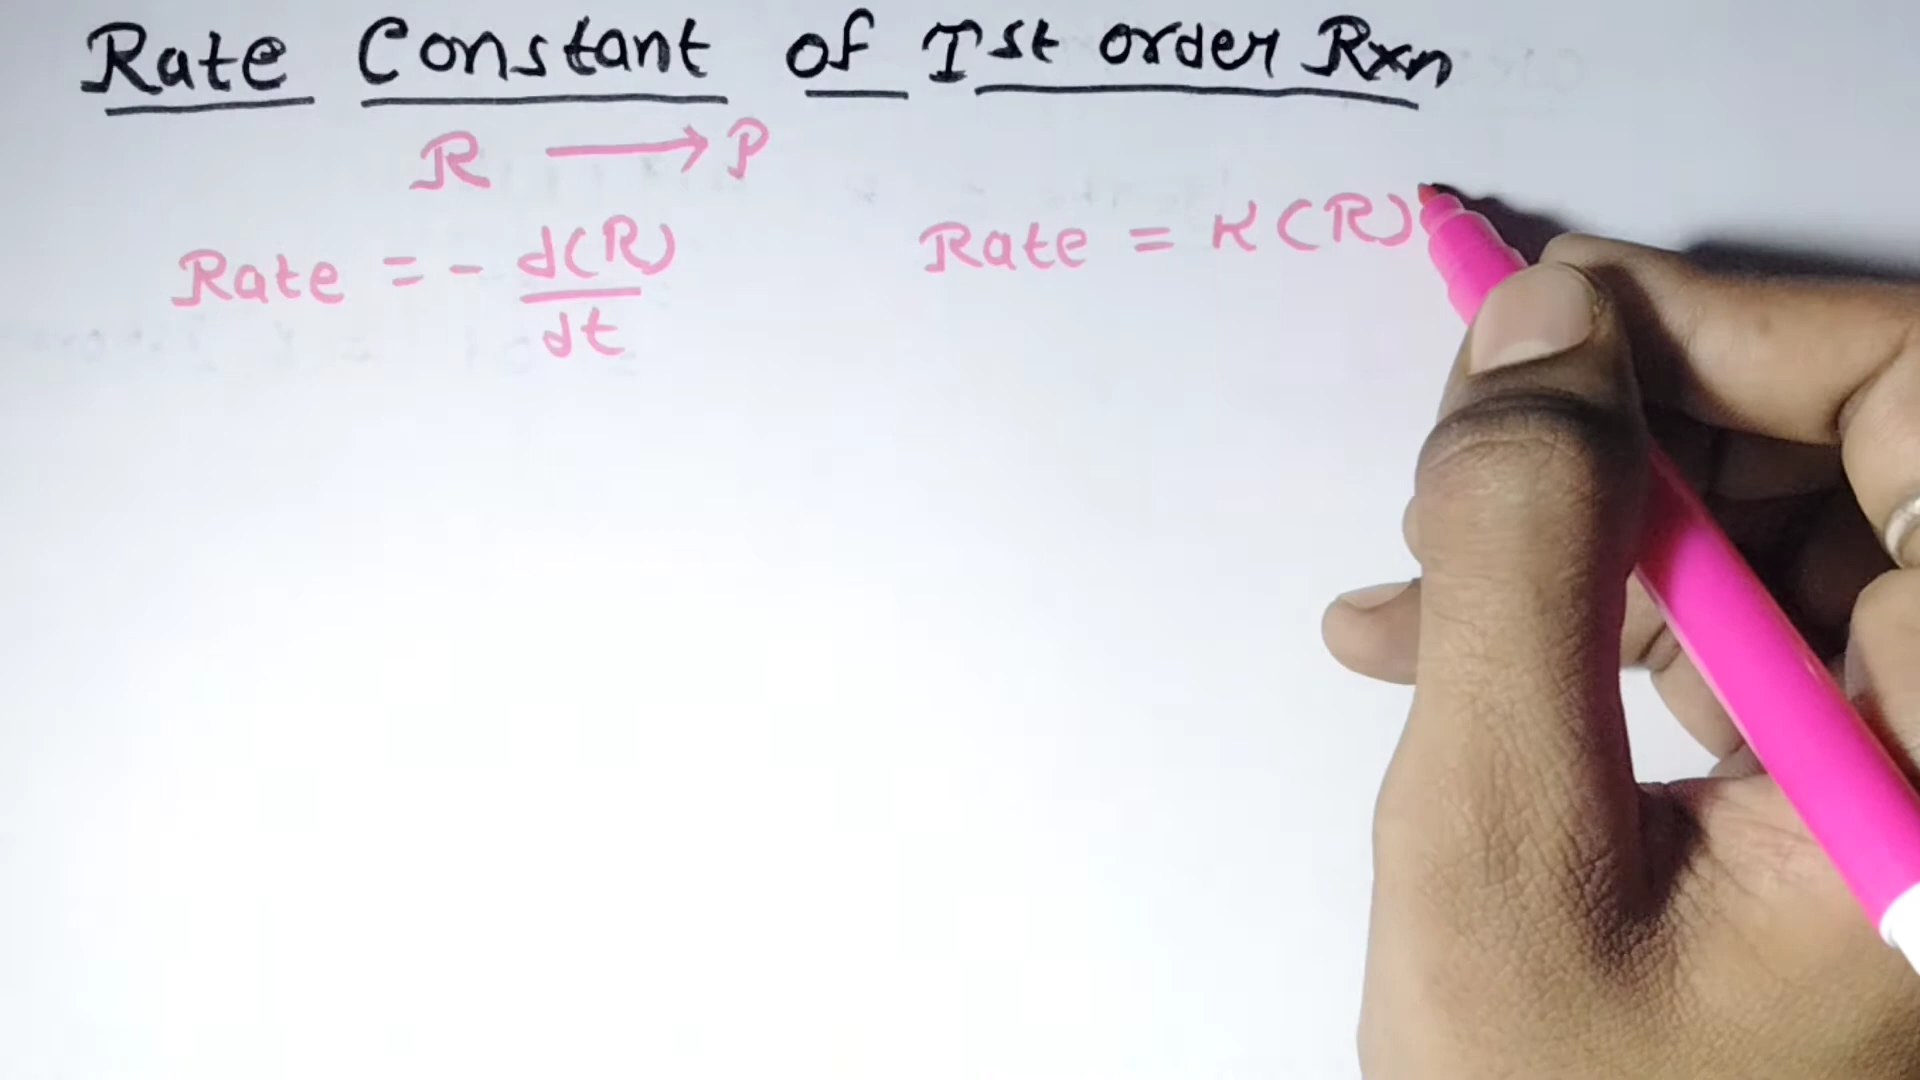 Rate Constant of Ist order Rxn
R ⟶ P
Rate = - d(R)/dt
Rate = K(R)